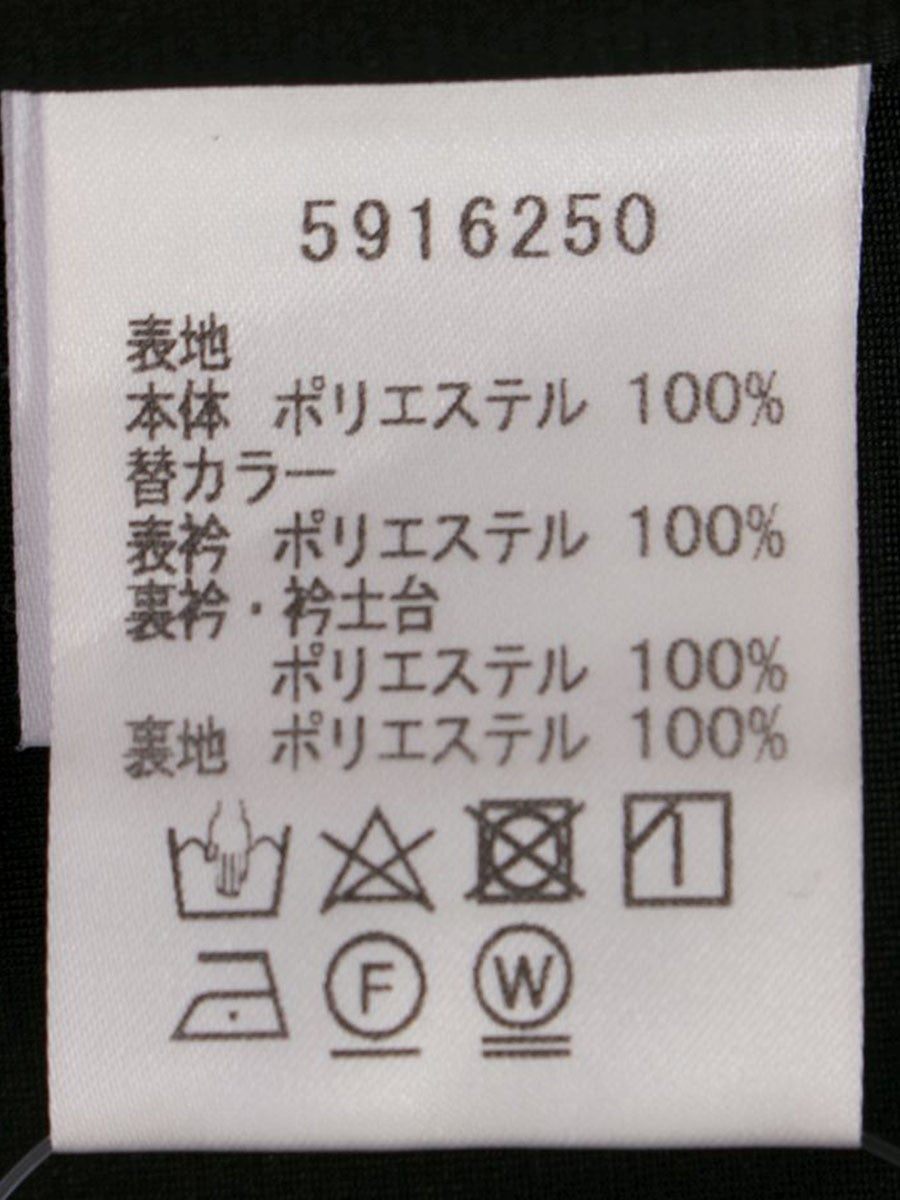 5916250
表地
本体 ポリエステル 100%
替カラー
表衿 ポリエステル 100%
裏衿・衿土台
ポリエステル 100%
裏地 ポリエステル 100%
F W